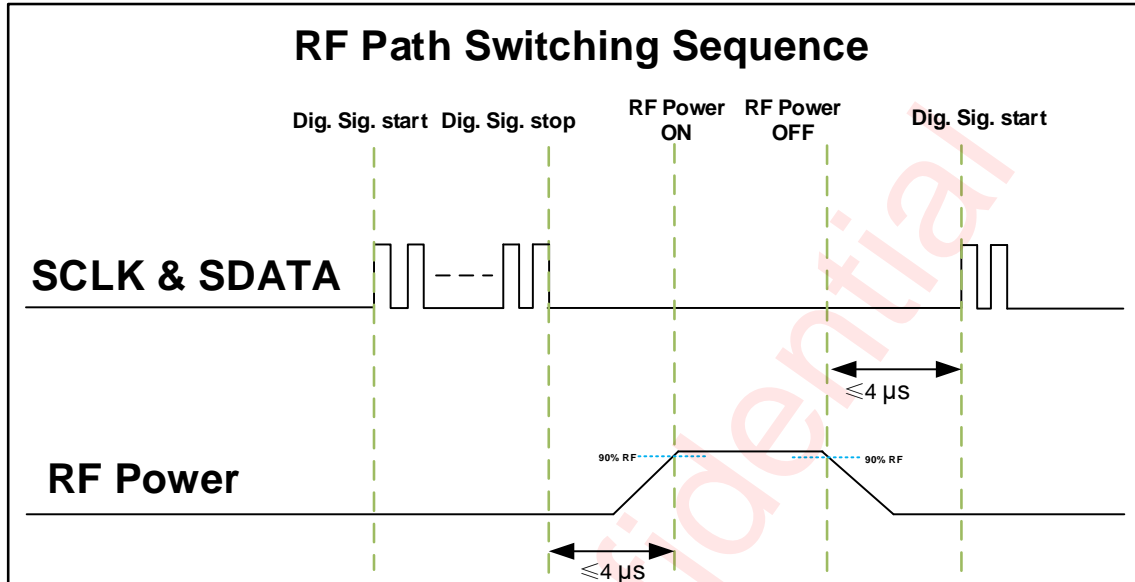 RF Path Switching Sequence
Dig. Sig. start
Dig. Sig. stop
RF Power
ON
RF Power
OFF
Dig. Sig. start
SCLK & SDATA
≤4 µs
90% RF
90% RF
RF Power
≤4 µs
fidential